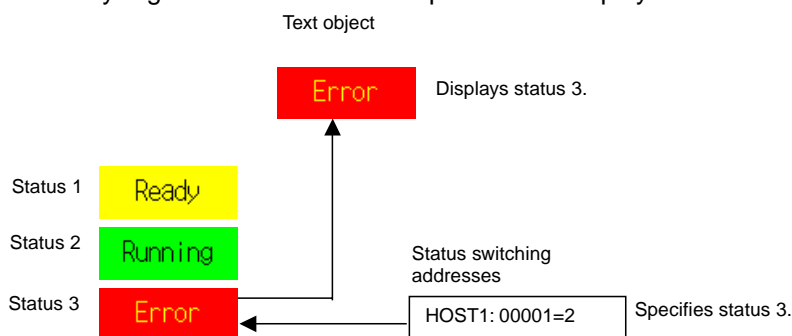 Text object
Error
Displays status 3.
Status 1
Ready
Status 2
Running
Status switching
addresses
Status 3
Error
HOST1: 00001=2
Specifies status 3.